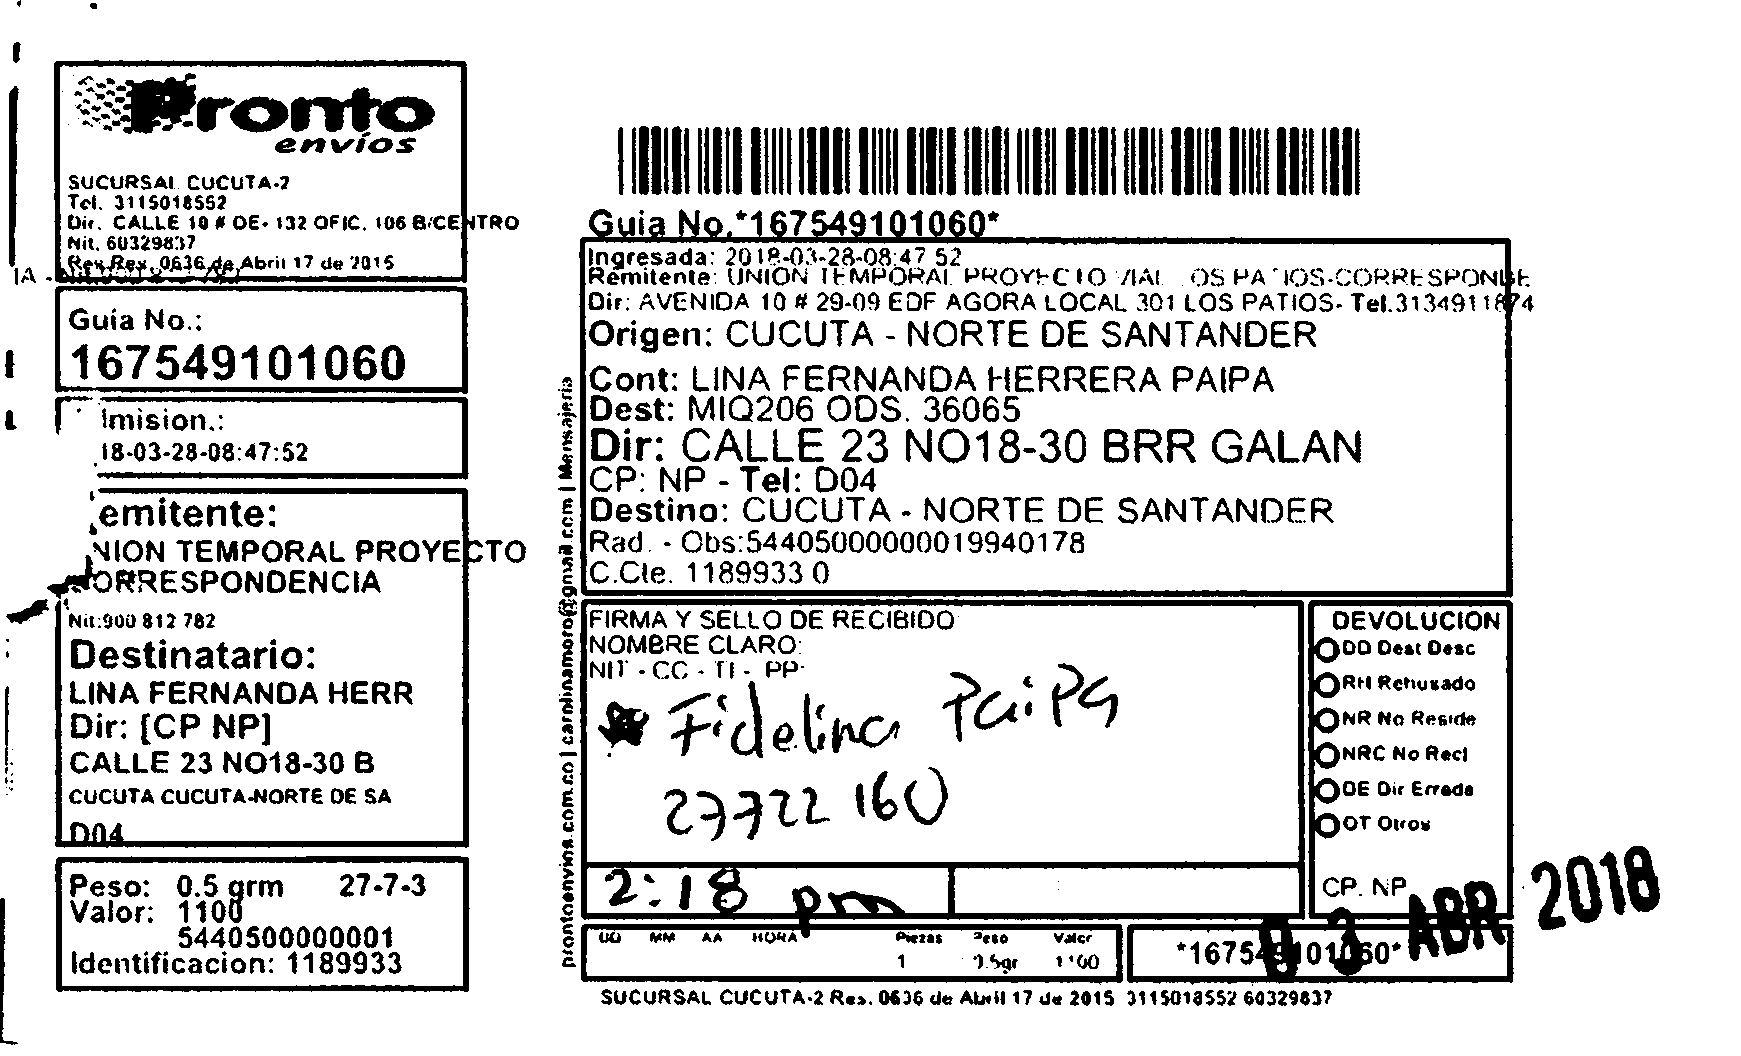 Pronto
envíos
SUCURSAL CUCUTA-2
Tel. 3115018552
Dir. CALLE 10 # OE- 132 OFIC. 106 B/CENTRO
Nit. 60329837
Res Rex. 0636 de Abril 17 de 2015
Guia No.:
167549101060
imision.:
18-03-28-08:47:52
emitente:
NION TEMPORAL PROYECTO
ORRESPONDENCIA
Nit:900 812 782
Destinatario:
LINA FERNANDA HERR
Dir: [CP NP]
CALLE 23 NO18-30 B
CUCUTA CUCUTA-NORTE DE SA
D04
Peso: 0.5 grm 27-7-3
Valor: 1100
5440500000001
Identificacion: 1189933
prontoenvios.com.co | carolinamoro@gmail.com | Mensajeria
Guia No.*167549101060*
Ingresada: 2018-03-28-08:47 52
Remitente: UNION TEMPORAL PROYECTO VIAL LOS PATIOS-CORRESPONDE
Dir: AVENIDA 10 # 29-09 EDF AGORA LOCAL 301 LOS PATIOS- Tel.3134911874
Origen: CUCUTA - NORTE DE SANTANDER
Cont: LINA FERNANDA HERRERA PAIPA
Dest: MIQ206 ODS. 36065
Dir: CALLE 23 NO18-30 BRR GALAN
CP: NP - Tel: D04
Destino: CUCUTA - NORTE DE SANTANDER
Rad. - Obs:54405000000019940178
C.Cle. 1189933 0
FIRMA Y SELLO DE RECIBIDO
NOMBRE CLARO:
NIT - CC - TI - PP:
Fidelina Paipa
27722160
2:18 pm
DEVOLUCION
DD Dest Desc
RH Rehusado
NR No Reside
NRC No Recl
DE Dir Errada
OT Otros
CP. NP
03 ABR 2018
DD MM AA HORA Piezas Peso Valor
1 0.5gr 1100
*167549101060*
SUCURSAL CUCUTA-2 Res. 0636 de Abril 17 de 2015 3115018552 60329837